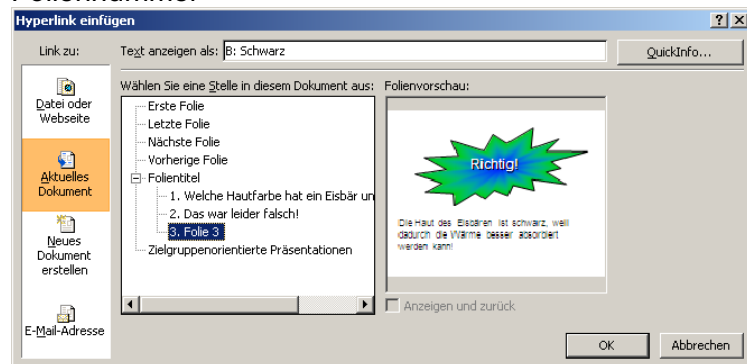 Foliennummer
Hyperlink einfügen
Link zu:
Text anzeigen als: B: Schwarz
QuickInfo...
Datei oder
Webseite
Aktuelles
Dokument
Neues
Dokument
erstellen
E-Mail-Adresse
Wählen Sie eine Stelle in diesem Dokument aus:
Erste Folie
Letzte Folie
Nächste Folie
Vorherige Folie
Folientitel
1. Welche Hautfarbe hat ein Eisbär un
2. Das war leider falsch!
3. Folie 3
Zielgruppenorientierte Präsentationen
Folienvorschau:
Richtig!
Die Haut des Eisbären ist schwarz, weil
dadurch die Wärme besser absorbiert
werden kann!
Anzeigen und zurück
OK
Abbrechen